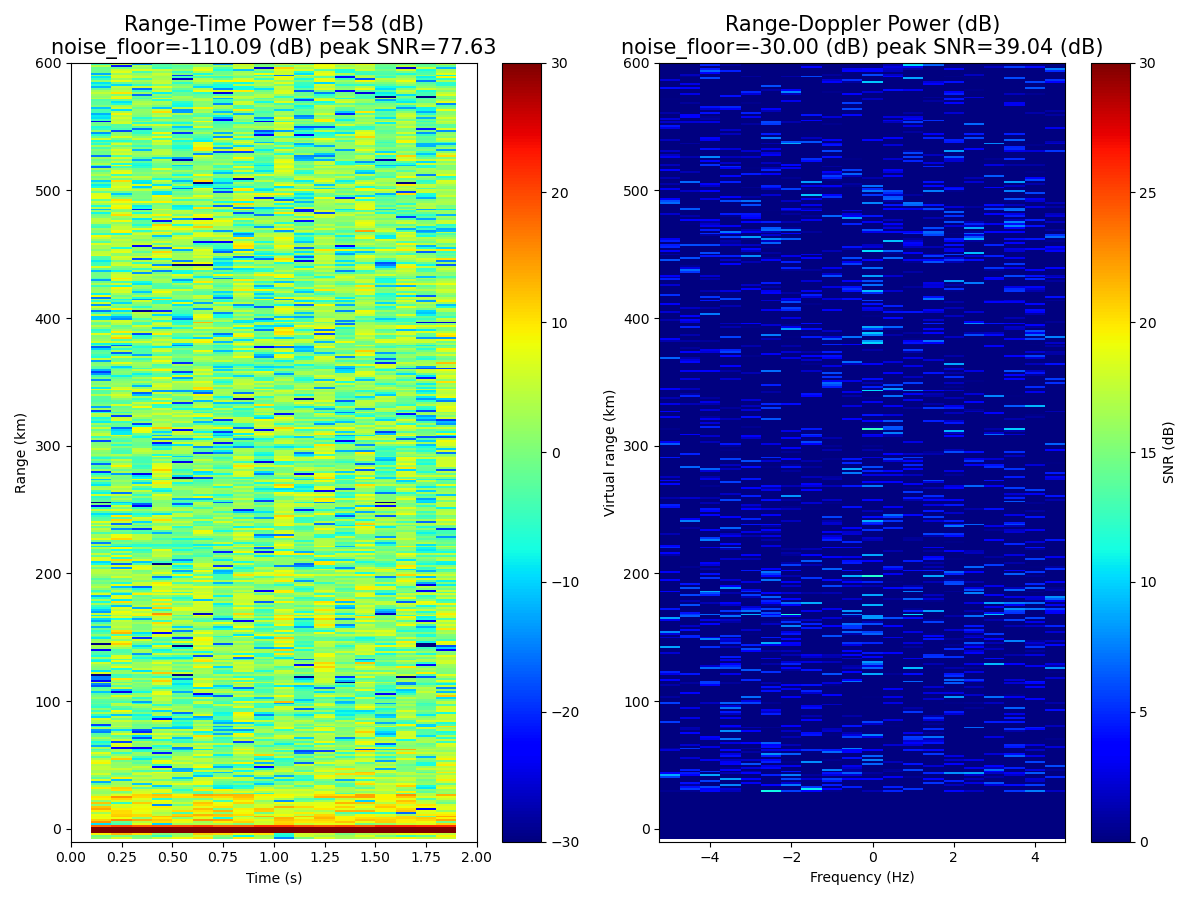 Range-Time Power f=58 (dB)
noise_floor=-110.09 (dB) peak SNR=77.63
Range-Doppler Power (dB)
noise_floor=-30.00 (dB) peak SNR=39.04 (dB)
600
500
400
300
200
100
0
Range (km)
0.00 0.25 0.50 0.75 1.00 1.25 1.50 1.75 2.00
Time (s)
30
20
10
0
−10
−20
−30
600
500
400
300
200
100
0
Virtual range (km)
−4 −2 0 2 4
Frequency (Hz)
30
25
20
15
10
5
0
SNR (dB)